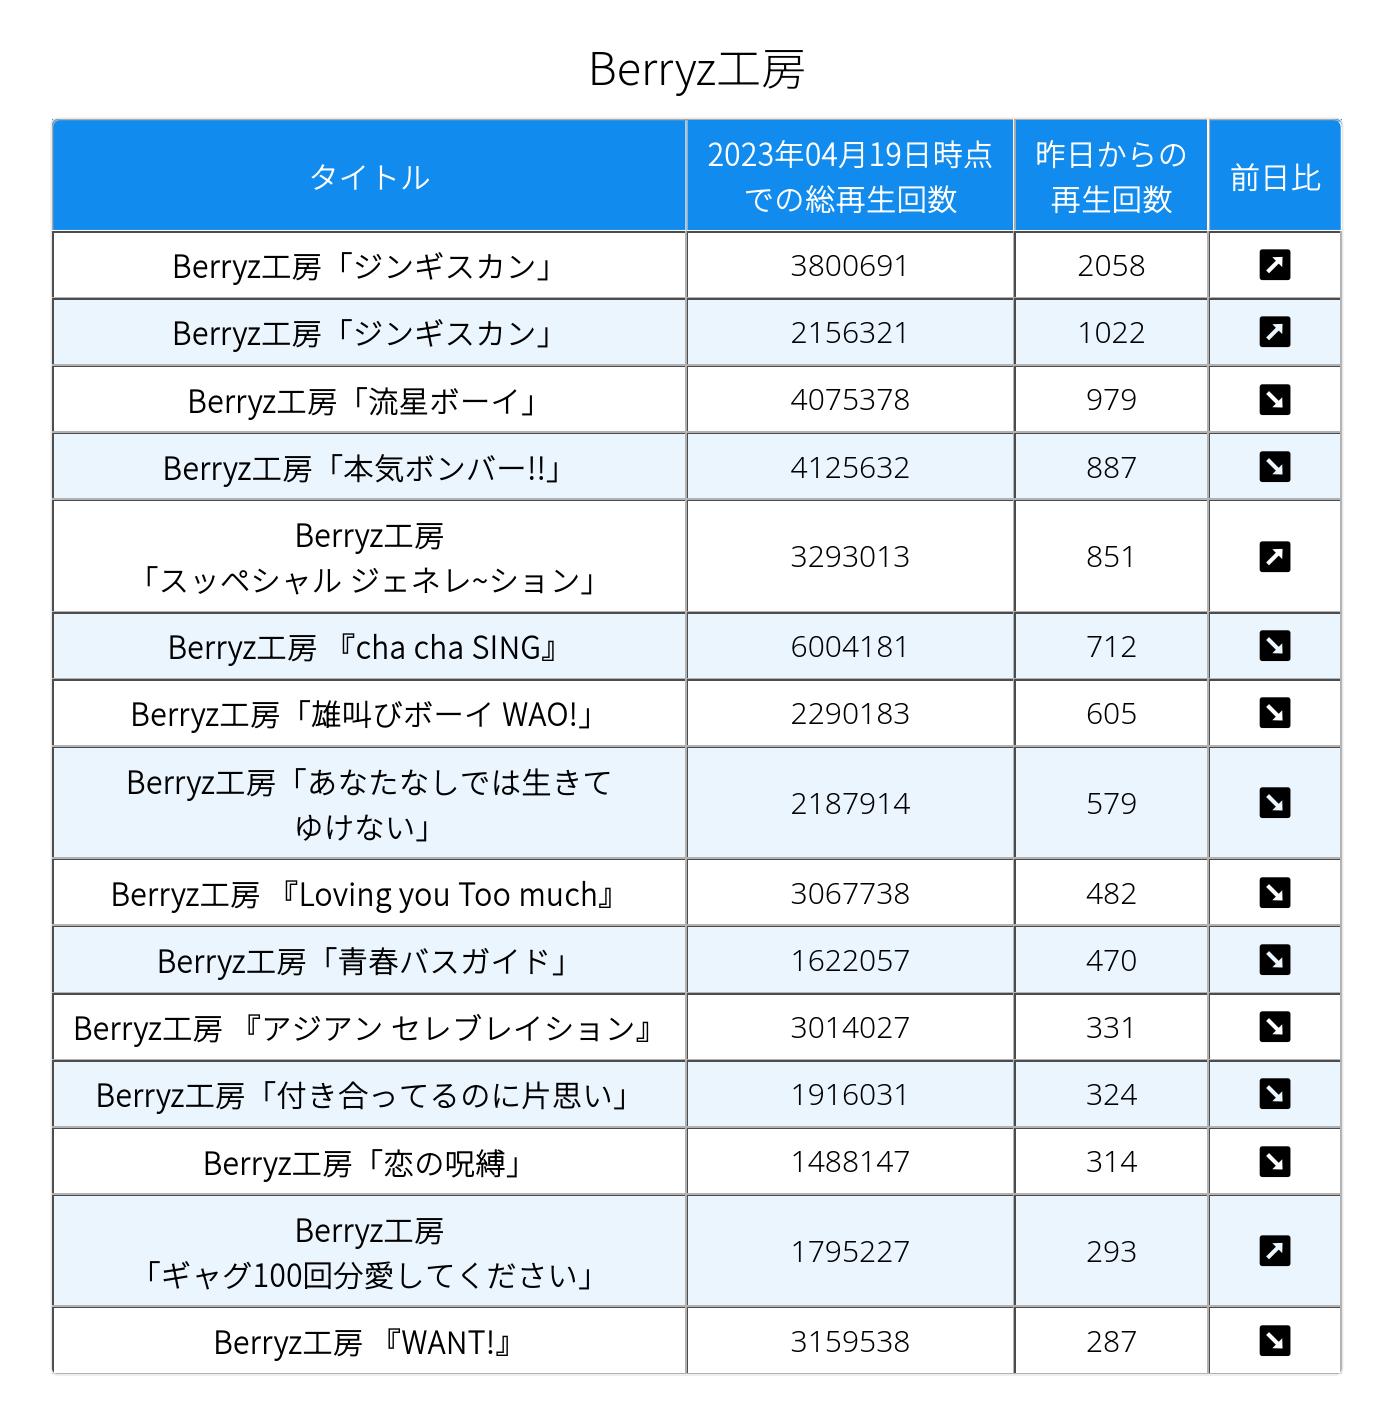 Berryz工房
タイトル
2023年04月19日時点
での総再生回数
昨日からの
再生回数
前日比
Berryz工房「ジンギスカン」
3800691
2058
Berryz工房「ジンギスカン」
2156321
1022
Berryz工房「流星ボーイ」
4075378
979
Berryz工房「本気ボンバー!!」
4125632
887
Berryz工房
「スッペシャル ジェネレ~ション」
3293013
851
Berryz工房 『cha cha SING』
6004181
712
Berryz工房「雄叫びボーイ WAO!」
2290183
605
Berryz工房「あなたなしでは生きて
ゆけない」
2187914
579
Berryz工房 『Loving you Too much』
3067738
482
Berryz工房「青春バスガイド」
1622057
470
Berryz工房 『アジアン セレブレイション』
3014027
331
Berryz工房「付き合ってるのに片思い」
1916031
324
Berryz工房「恋の呪縛」
1488147
314
Berryz工房
「ギャグ100回分愛してください」
1795227
293
Berryz工房 『WANT!』
3159538
287